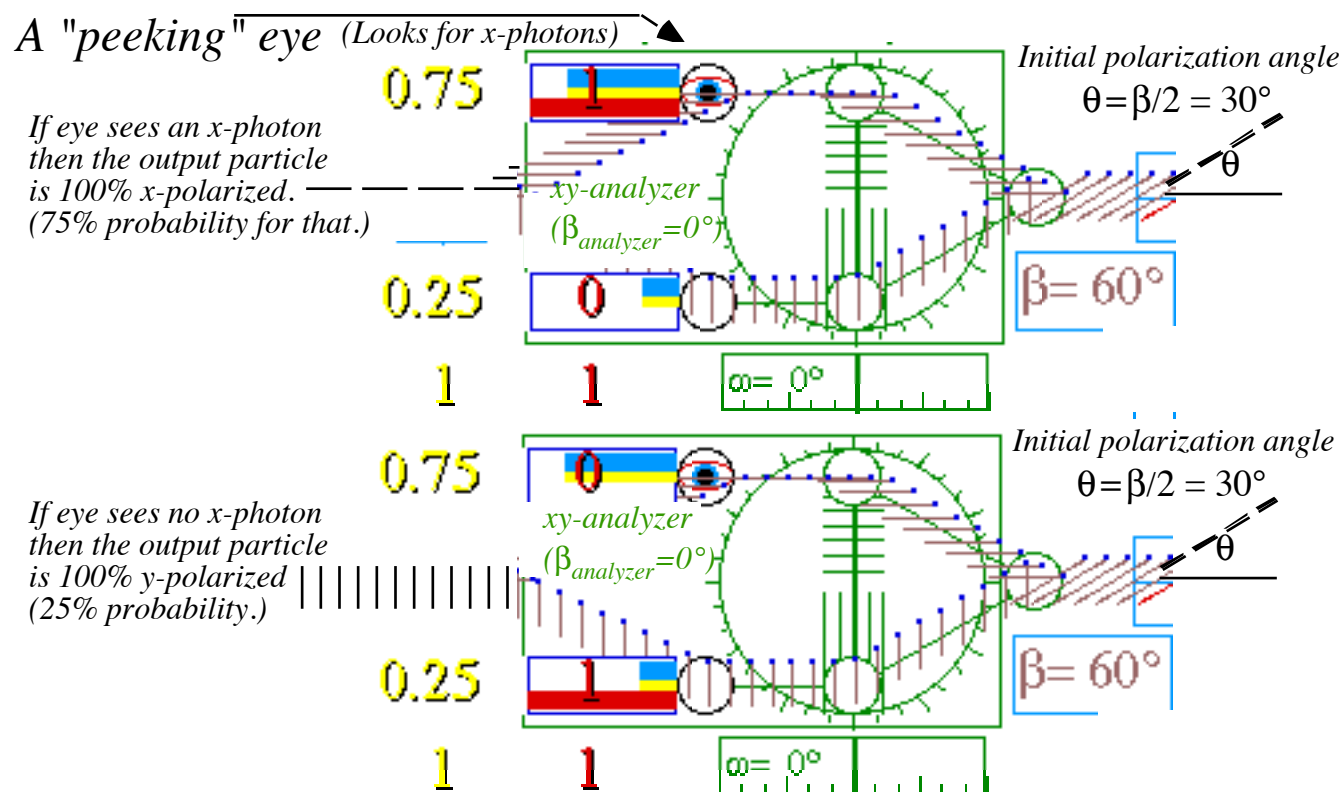 A "peeking" eye (Looks for x-photons)
Initial polarization angle
θ=β/2 = 30°
θ
0.75
1
If eye sees an x-photon
then the output particle
is 100% x-polarized.
(75% probability for that.)
xy-analyzer
(βanalyzer=0°)
β= 60°
0.25
0
1
1
ω= 0°
Initial polarization angle
θ=β/2 = 30°
θ
0.75
0
If eye sees no x-photon
then the output particle
is 100% y-polarized
(25% probability.)
xy-analyzer
(βanalyzer=0°)
β= 60°
0.25
1
1
1
ω= 0°